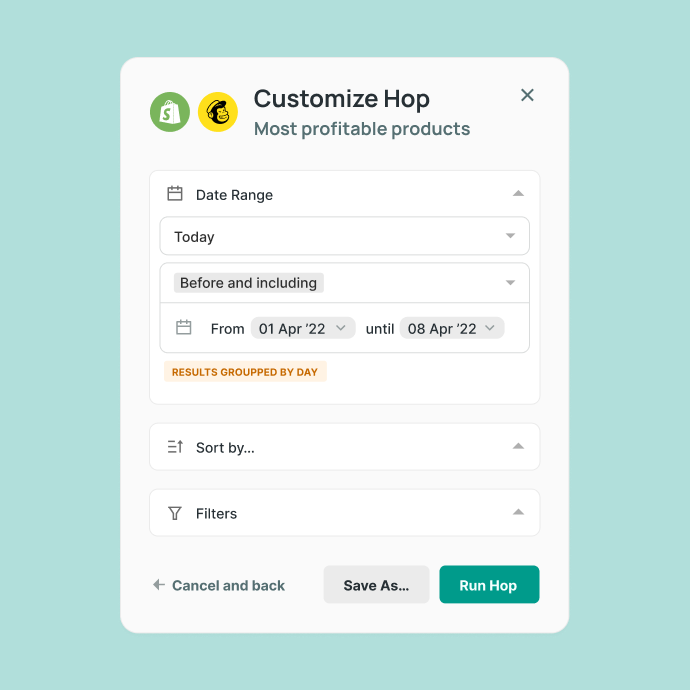 Customize Hop
Most profitable products
Date Range
Today
Before and including
From 01 Apr ’22 until 08 Apr ’22
RESULTS GROUPPED BY DAY
Sort by...
Filters
Cancel and back Save As... Run Hop